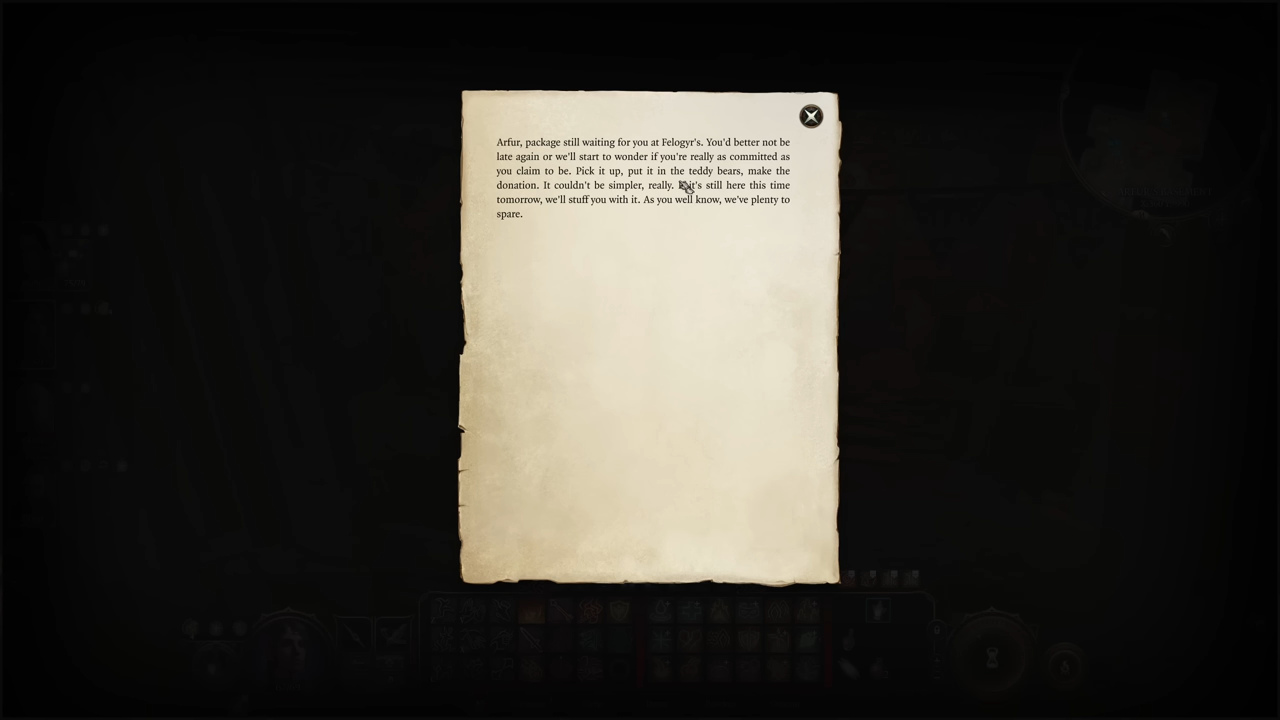 Arfur, package still waiting for you at Felogyr's. You'd better not be
late again or we'll start to wonder if you're really as committed as
you claim to be. Pick it up, put it in the teddy bears, make the
donation. It couldn't be simpler, really. it's still here this time
tomorrow, we'll stuff you with it. As you well know, we've plenty to
spare.